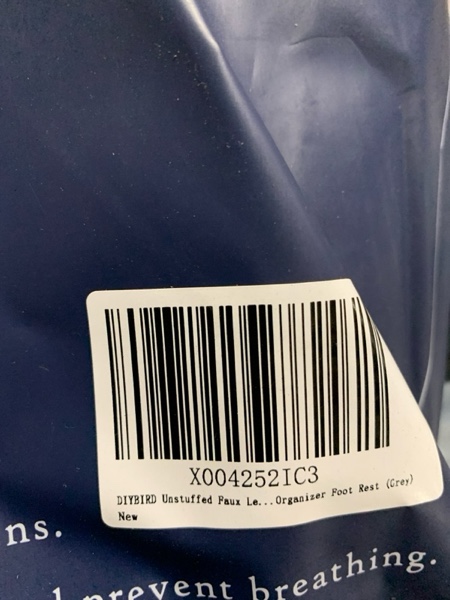 X004252IC3
DIYBIRD Unstuffed Faux Le...Organizer Foot Rest (Grey)
New
ns.
prevent breathing.